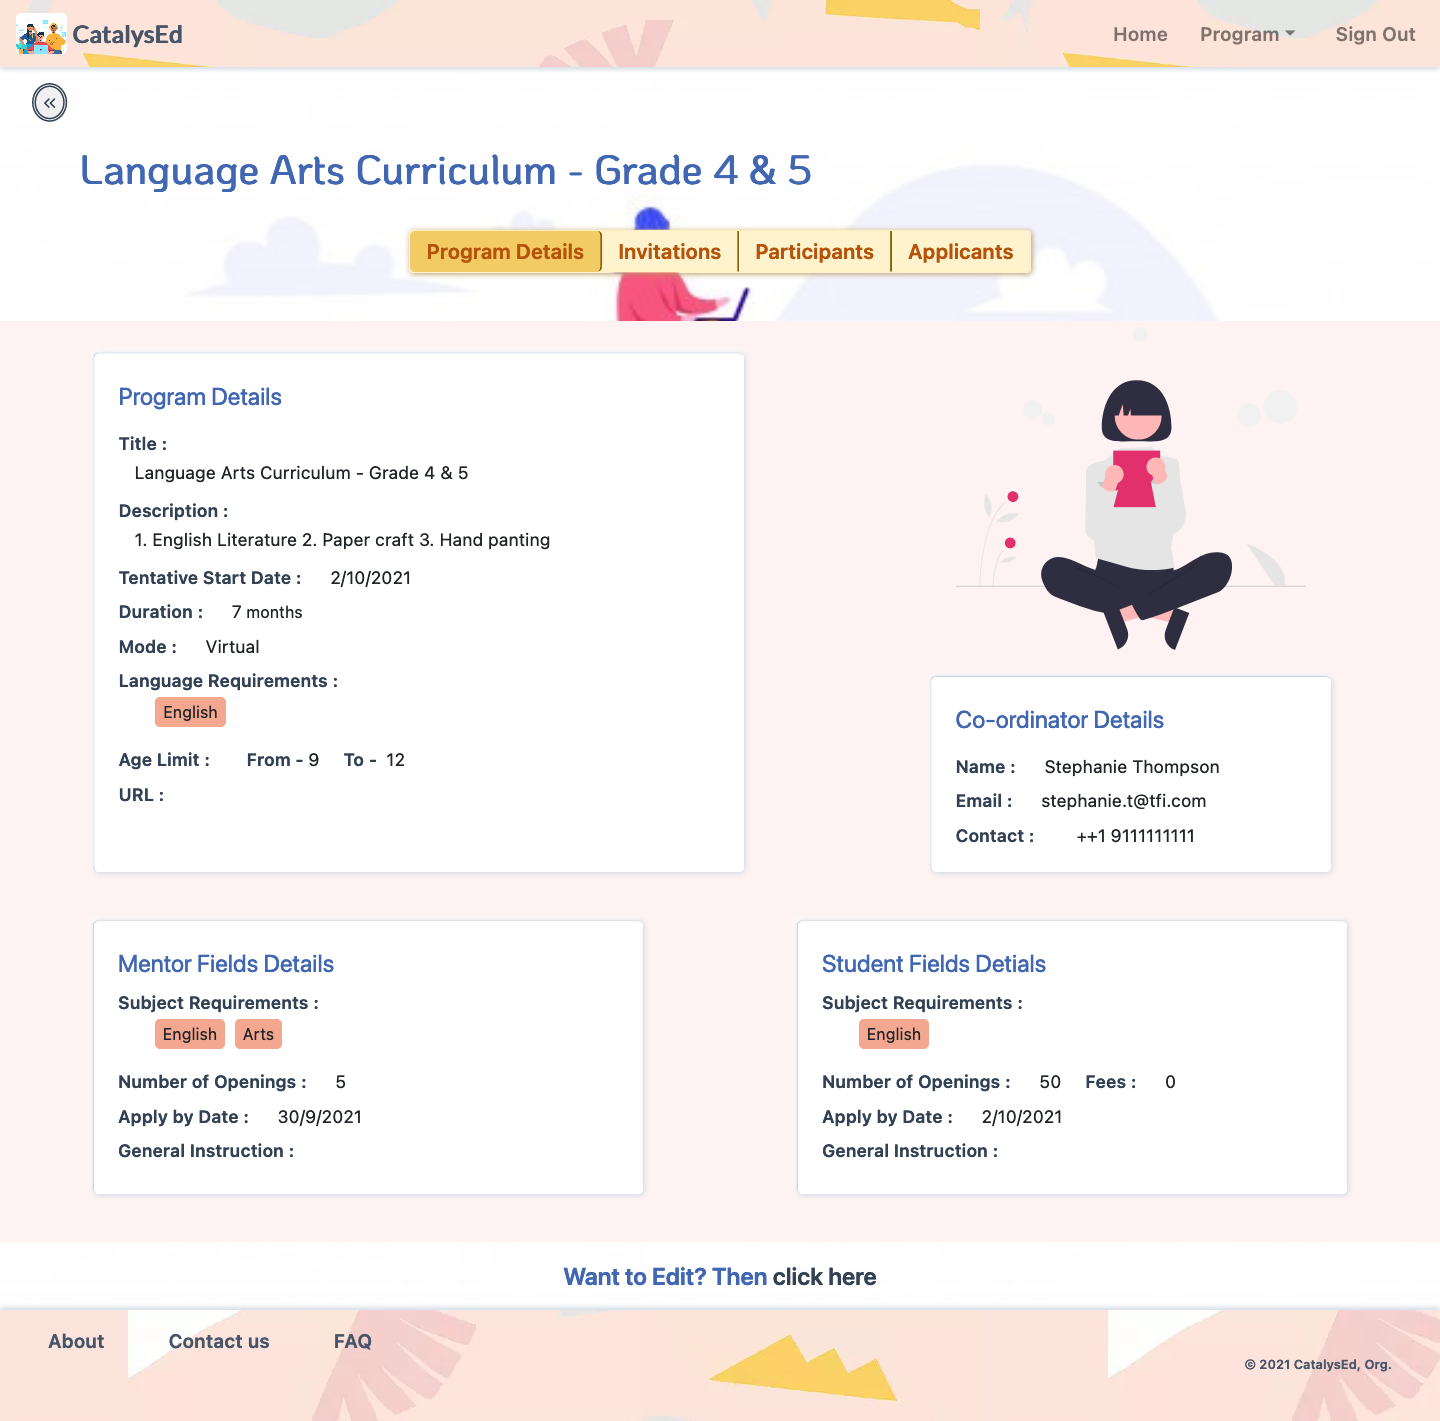 CatalysEd
Home Program Sign Out
«
Language Arts Curriculum - Grade 4 & 5
Program Details Invitations Participants Applicants
Program Details
Title :
Language Arts Curriculum - Grade 4 & 5
Description :
1. English Literature 2. Paper craft 3. Hand panting
Tentative Start Date : 2/10/2021
Duration : 7 months
Mode : Virtual
Language Requirements :
English
Age Limit : From - 9 To - 12
URL :
Co-ordinator Details
Name : Stephanie Thompson
Email : stephanie.t@tfi.com
Contact : ++1 9111111111
Mentor Fields Details
Subject Requirements :
English Arts
Number of Openings : 5
Apply by Date : 30/9/2021
General Instruction :
Student Fields Detials
Subject Requirements :
English
Number of Openings : 50 Fees : 0
Apply by Date : 2/10/2021
General Instruction :
Want to Edit? Then click here
About Contact us FAQ
© 2021 CatalysEd, Org.